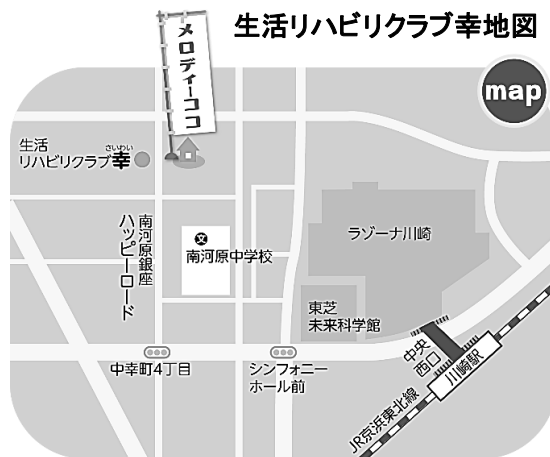 生活リハビリクラブ幸地図
map
メロディーココ
生活
さいわい
リハビリクラブ幸
南河原銀座
ハッピーロード
文
南河原中学校
ラゾーナ川崎
東芝
未来科学館
中央
西口
川崎駅
中幸町4丁目
シンフォニー
ホール前
JR京浜東北線